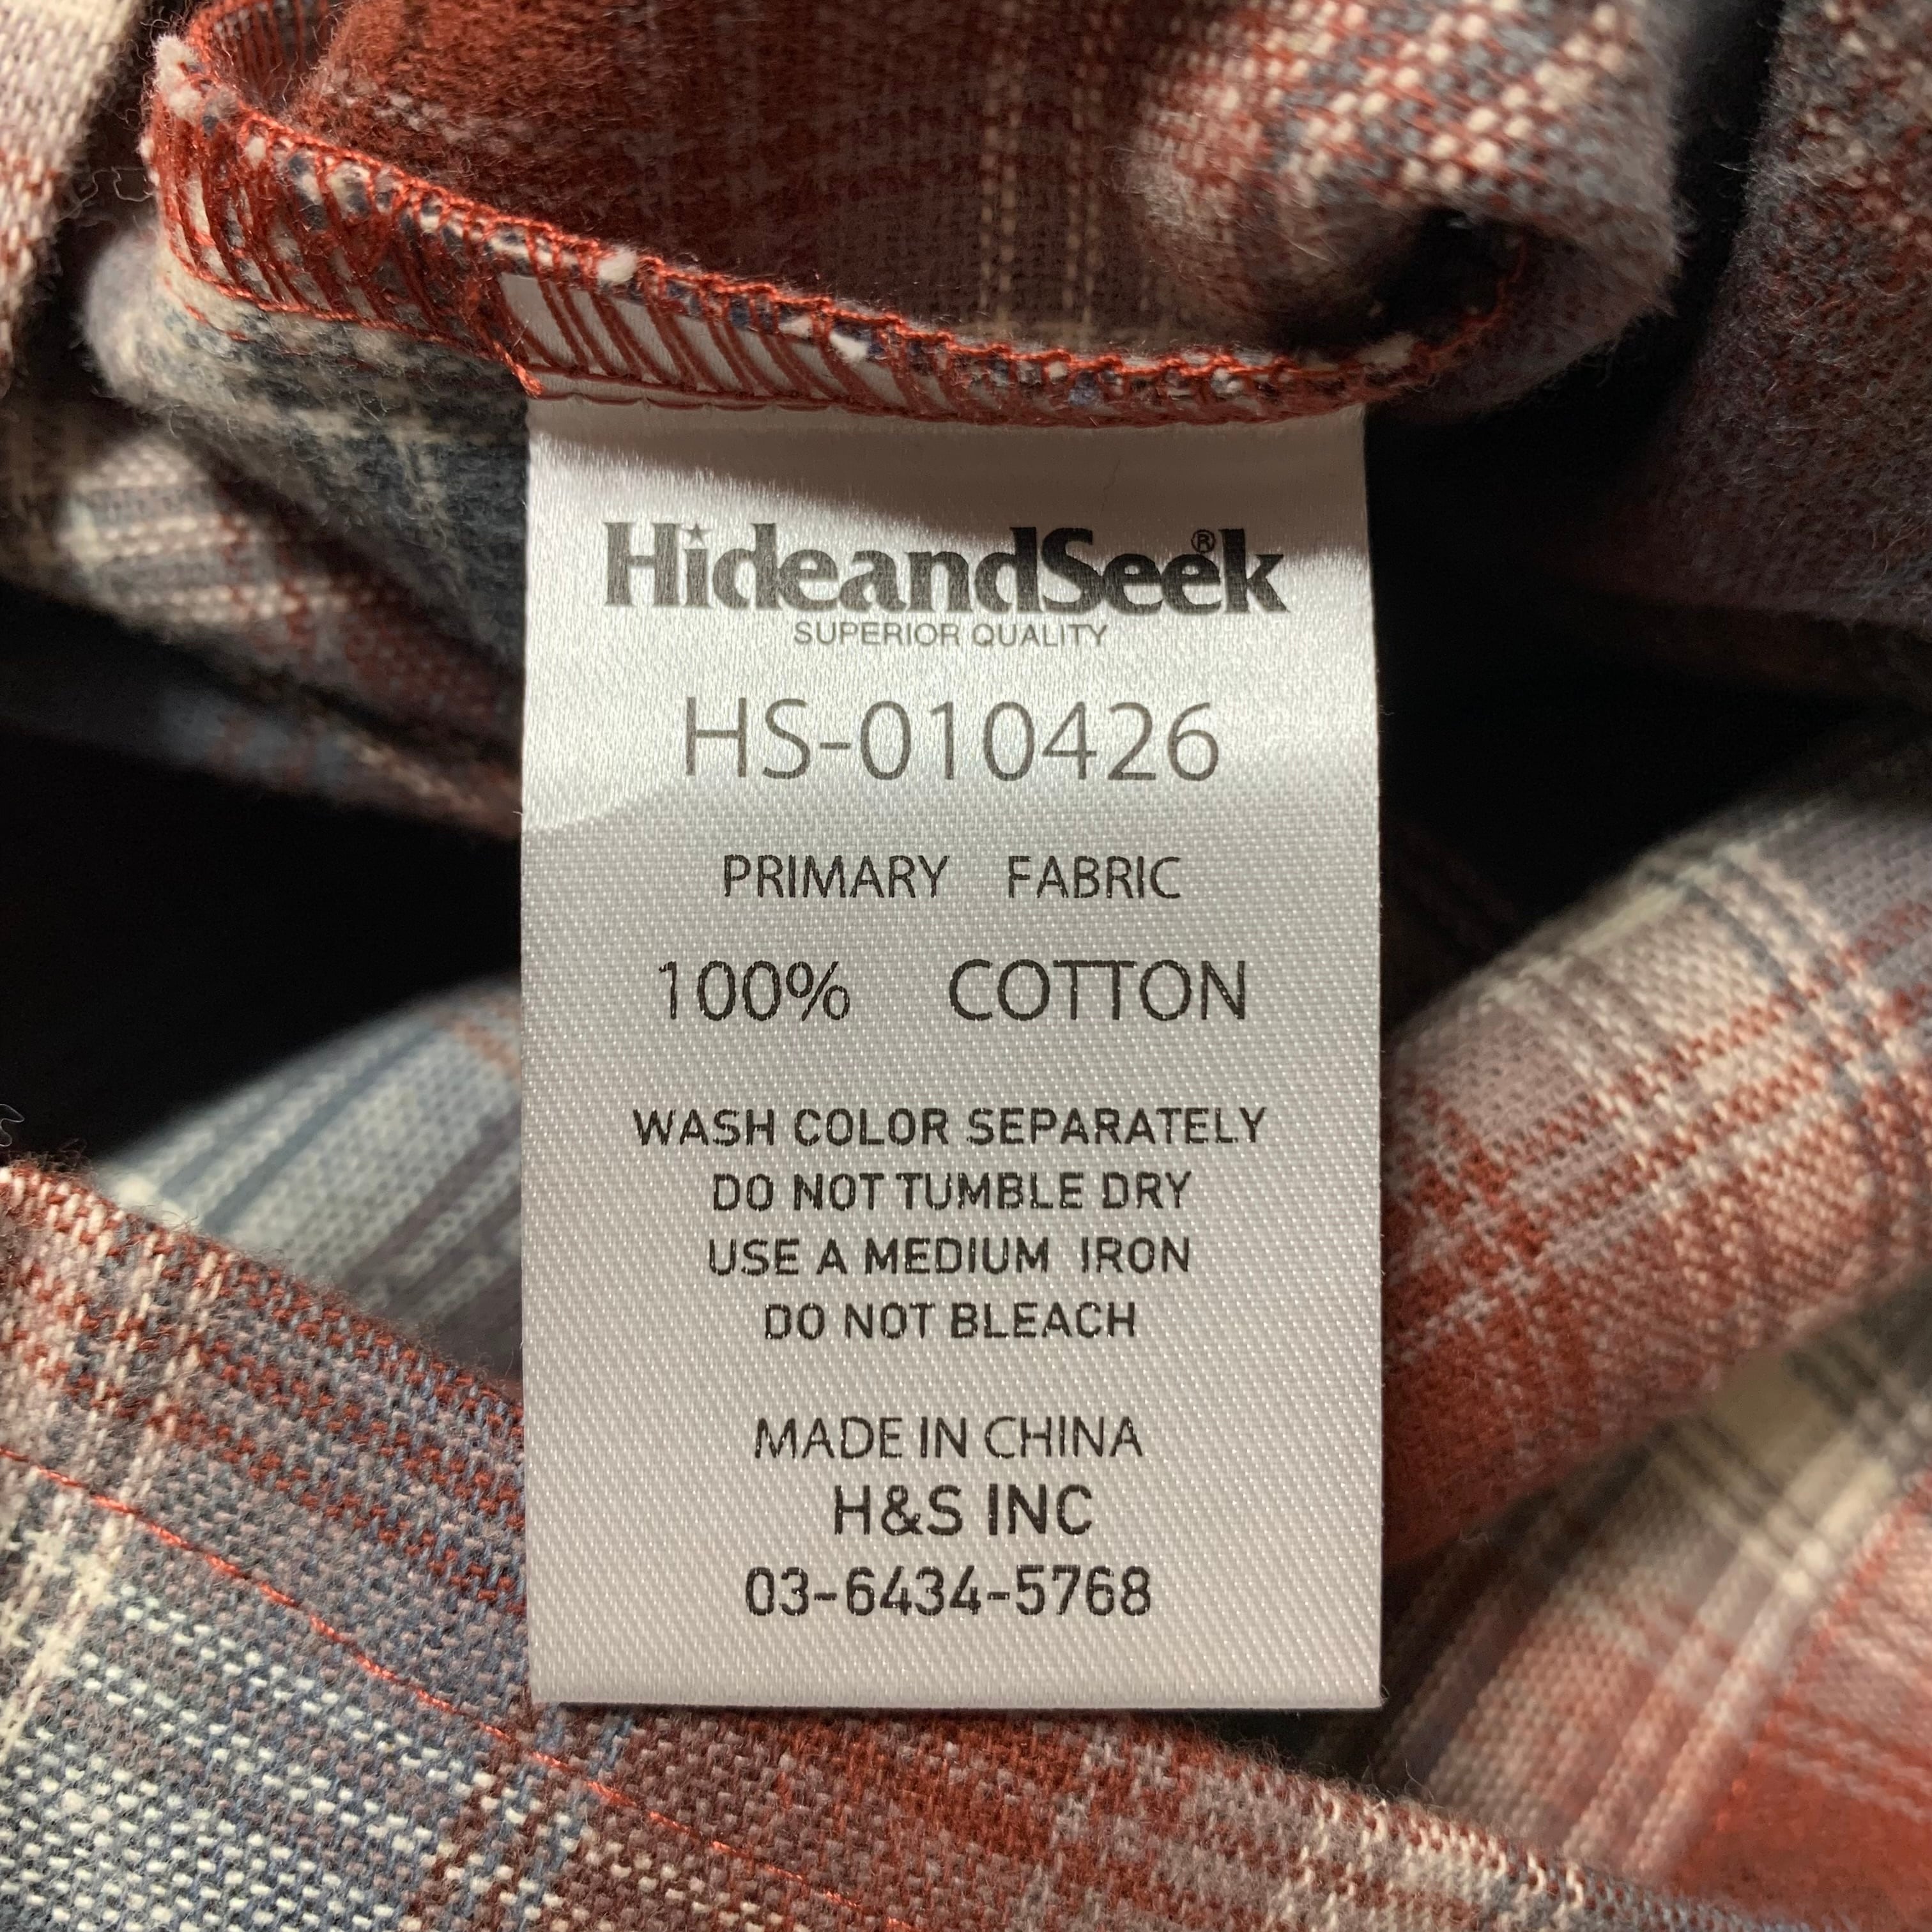 HideandSeek®
SUPERIOR QUALITY
HS-010426
PRIMARY FABRIC
100% COTTON
WASH COLOR SEPARATELY
DO NOT TUMBLE DRY
USE A MEDIUM IRON
DO NOT BLEACH
MADE IN CHINA
H&S INC
03-6434-5768